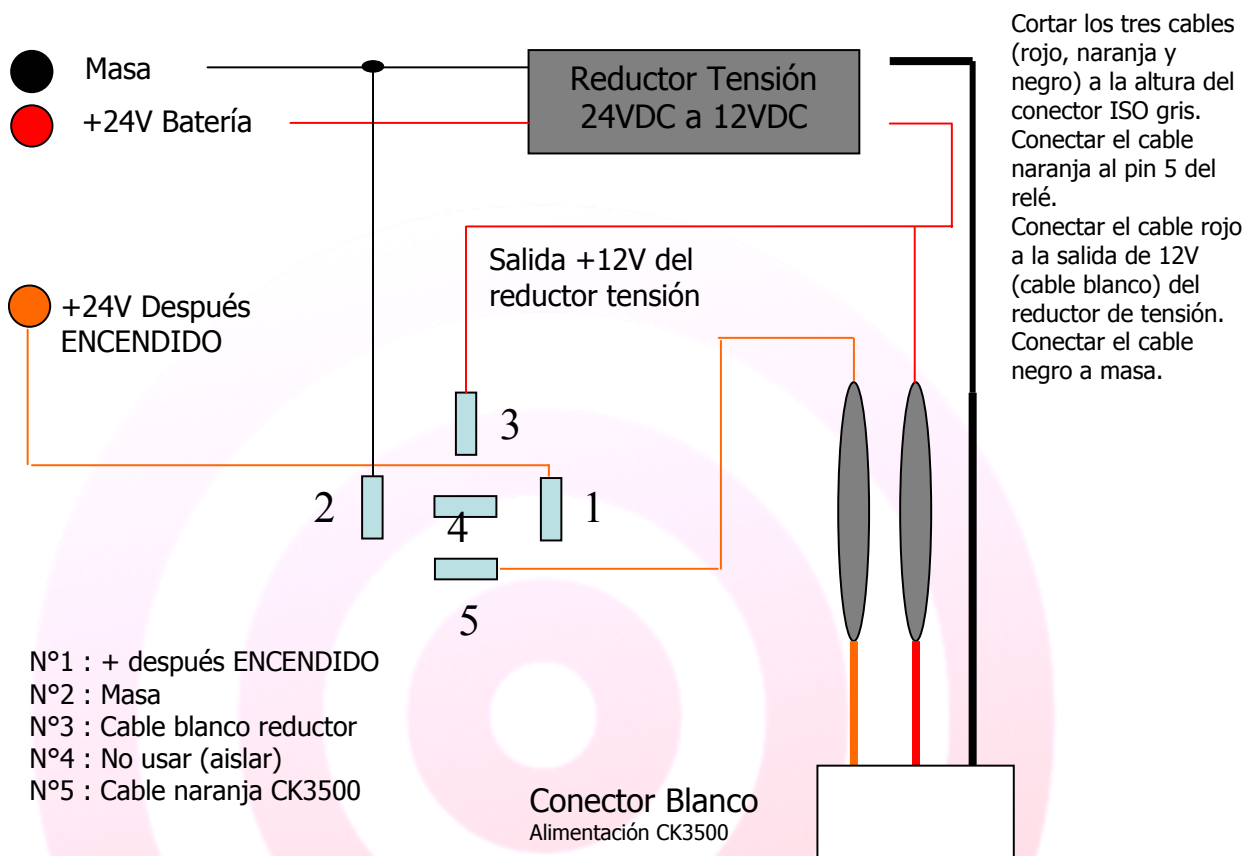 Masa
+24V Batería
Reductor Tensión
24VDC a 12VDC
Cortar los tres cables
(rojo, naranja y
negro) a la altura del
conector ISO gris.
Conectar el cable
naranja al pin 5 del
relé.
Conectar el cable rojo
a la salida de 12V
(cable blanco) del
reductor de tensión.
Conectar el cable
negro a masa.
Salida +12V del
reductor tensión
+24V Después
ENCENDIDO
3
2
4
1
5
N°1 : + después ENCENDIDO
N°2 : Masa
N°3 : Cable blanco reductor
N°4 : No usar (aislar)
N°5 : Cable naranja CK3500
Conector Blanco
Alimentación CK3500